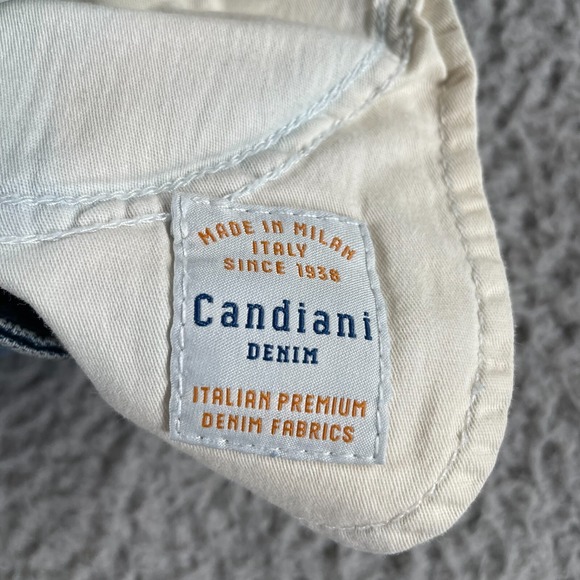 MADE IN MILAN
ITALY
SINCE 1938
Candiani
DENIM
ITALIAN PREMIUM
DENIM FABRICS